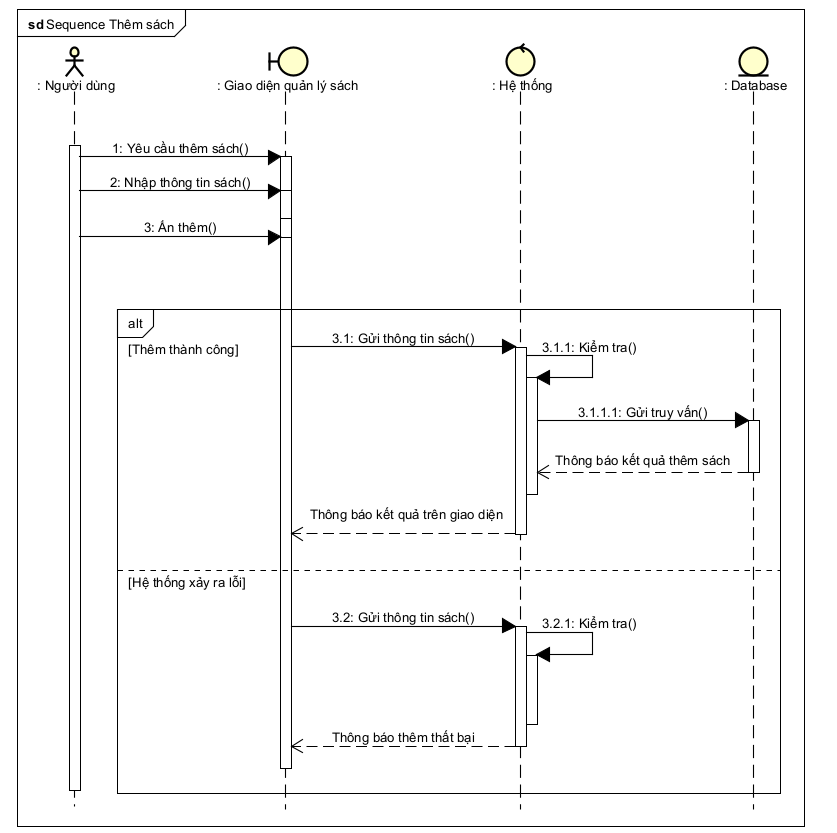 sd Sequence Thêm sách
: Người dùng
: Giao diện quản lý sách
: Hệ thống
: Database
1: Yêu cầu thêm sách()
2: Nhập thông tin sách()
3: Ấn thêm()
alt
[Thêm thành công]
3.1: Gửi thông tin sách()
3.1.1: Kiểm tra()
3.1.1.1: Gửi truy vấn()
Thông báo kết quả thêm sách
Thông báo kết quả trên giao diện
[Hệ thống xảy ra lỗi]
3.2: Gửi thông tin sách()
3.2.1: Kiểm tra()
Thông báo thêm thất bại